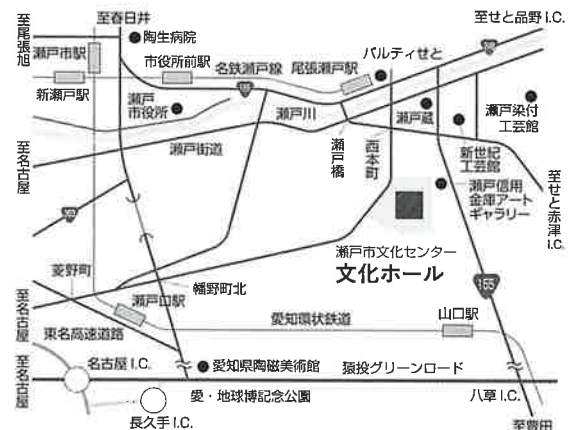 至春日井
至尾張旭
陶生病院
至せと品野 I.C.
瀬戸市駅
市役所前駅
名鉄瀬戸線
尾張瀬戸駅
パルティせと
新瀬戸駅
瀬戸
市役所
瀬戸川
瀬戸蔵
瀬戸染付
工芸館
至名古屋
瀬戸街道
瀬戸橋
西本町
新世紀
工芸館
瀬戸信用
金庫アート
ギャラリー
至せと赤津I.C.
363
瀬戸市文化センター
文化ホール
菱野町
幡野町北
155
至名古屋
瀬戸口駅
愛知環状鉄道
山口駅
東名高速道路
至名古屋
名古屋 I.C.
愛知県陶磁美術館
猿投グリーンロード
愛・地球博記念公園
八草 I.C.
長久手 I.C.
至豊田